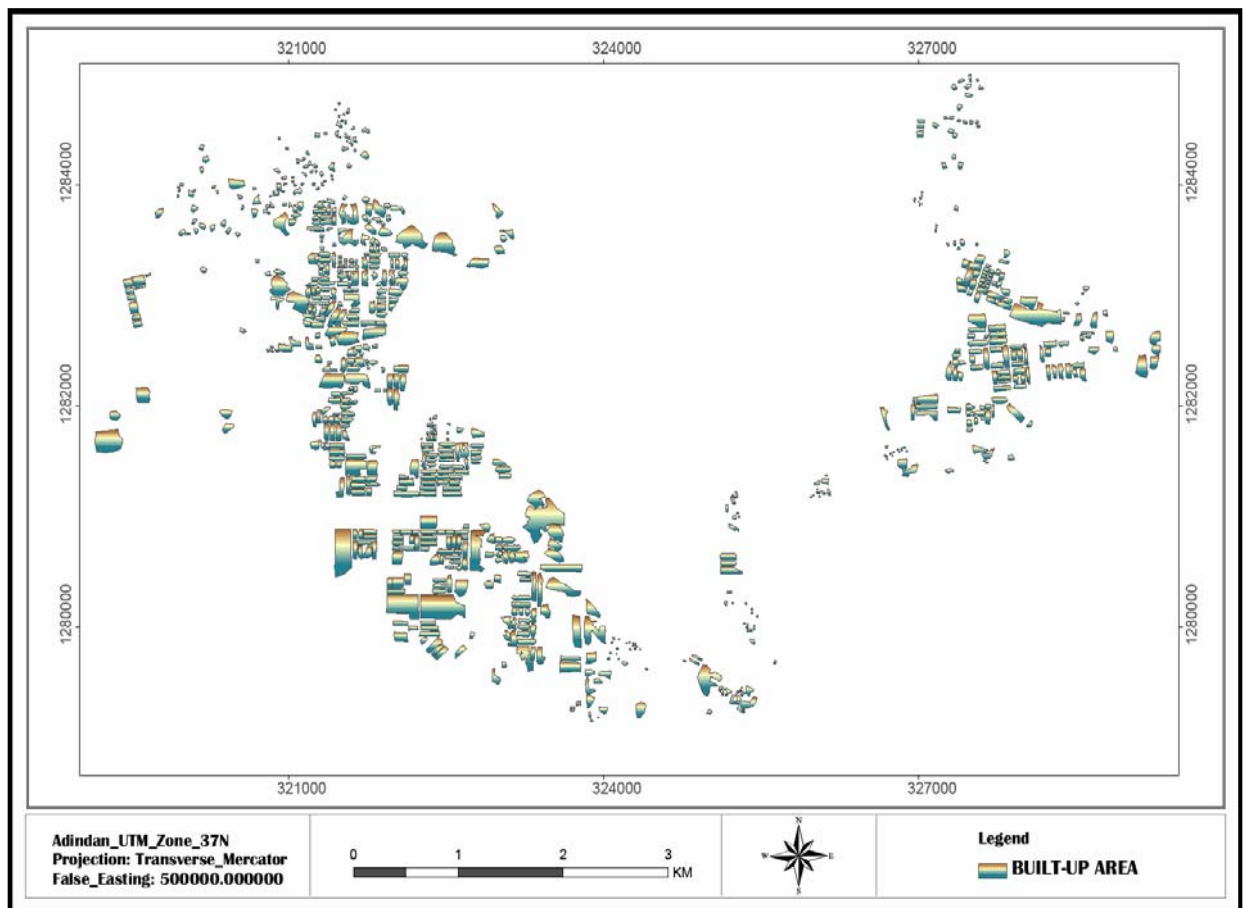 321000 324000 327000
1284000 1284000
1282000 1282000
1280000 1280000
321000 324000 327000
Adindan_UTM_Zone_37N
Projection: Transverse_Mercator
False_Easting: 500000.000000
0 1 2 3
KM
N
W E
S
Legend
BUILT-UP AREA